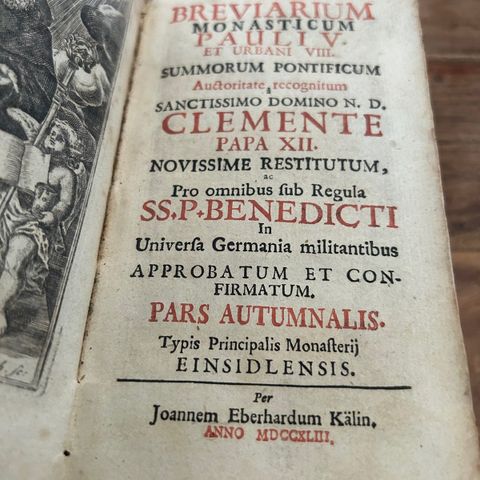 BREVIARIUM
MONASTICUM
PAULI V.
ET URBANI VIII.
SUMMORUM PONTIFICUM
Auctoritate recognitum
à
SANCTISSIMO DOMINO N. D.
CLEMENTE
PAPA XII.
NOVISSIME RESTITUTUM,
ac
Pro omnibus ſub Regula
SS. P. BENEDICTI
In
Univerſa Germania militantibus
APPROBATUM ET CON-
FIRMATUM.
PARS AUTUMNALIS.
Typis Principalis Monaſterij
EINSIDLENSIS.
Per
Joannem Eberhardum Kälin,
ANNO MDCCXLIII.